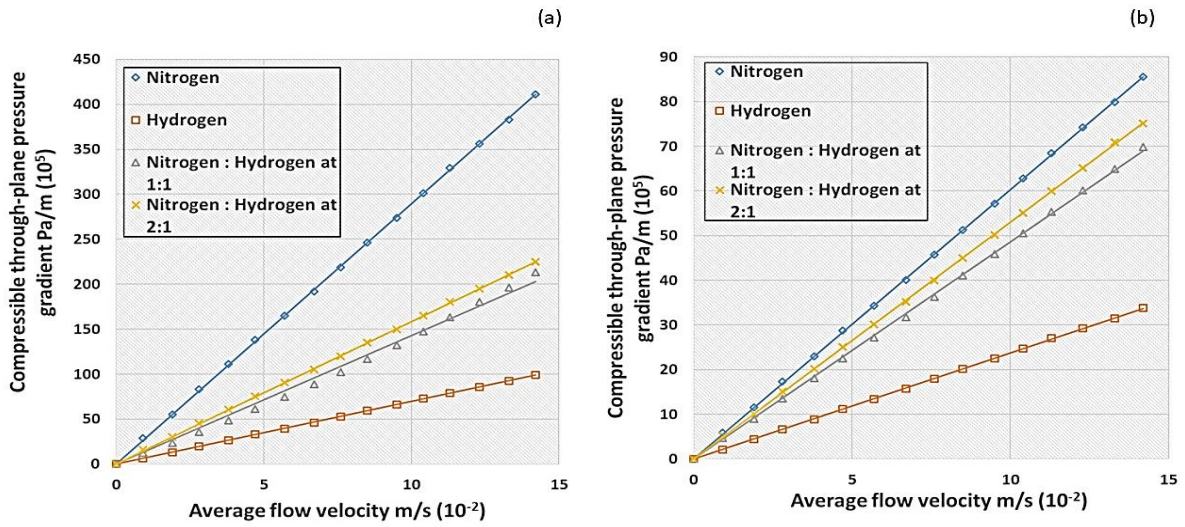 (a)
450
400
350
300
250
200
150
100
50
0
Compressible through-plane pressure
gradient Pa/m (10⁵)
Nitrogen
Hydrogen
Nitrogen : Hydrogen at
1:1
Nitrogen : Hydrogen at
2:1
0
5
10
15
Average flow velocity m/s (10⁻²)
(b)
90
80
70
60
50
40
30
20
10
0
Compressible through-plane pressure
gradient Pa/m (10⁵)
Nitrogen
Hydrogen
Nitrogen : Hydrogen at
1:1
Nitrogen : Hydrogen at
2:1
0
5
10
15
Average flow velocity m/s (10⁻²)